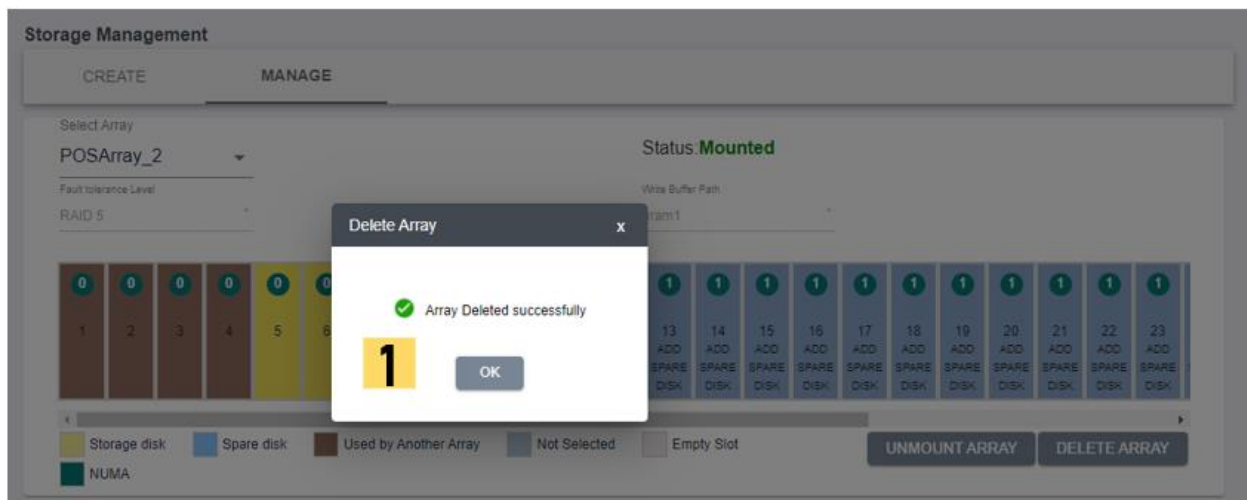 Storage Management
CREATE MANAGE
Select Array
POSArray_2
Status:Mounted
Fault tolerance Level
Write Buffer Path
RAID 5
Delete Array x
0 0 0 0 0 0 1 1 1 1 1 1 1 1 1 1 1
1 2 3 4 5 6 13 14 15 16 17 18 19 20 21 22 23
ADD ADD ADD ADD ADD ADD ADD ADD ADD ADD ADD
SPARE SPARE SPARE SPARE SPARE SPARE SPARE SPARE SPARE SPARE SPARE
DISK DISK DISK DISK DISK DISK DISK DISK DISK DISK DISK
Array Deleted successfully
1
OK
Storage disk Spare disk Used by Another Array Not Selected Empty Slot
UNMOUNT ARRAY DELETE ARRAY
NUMA